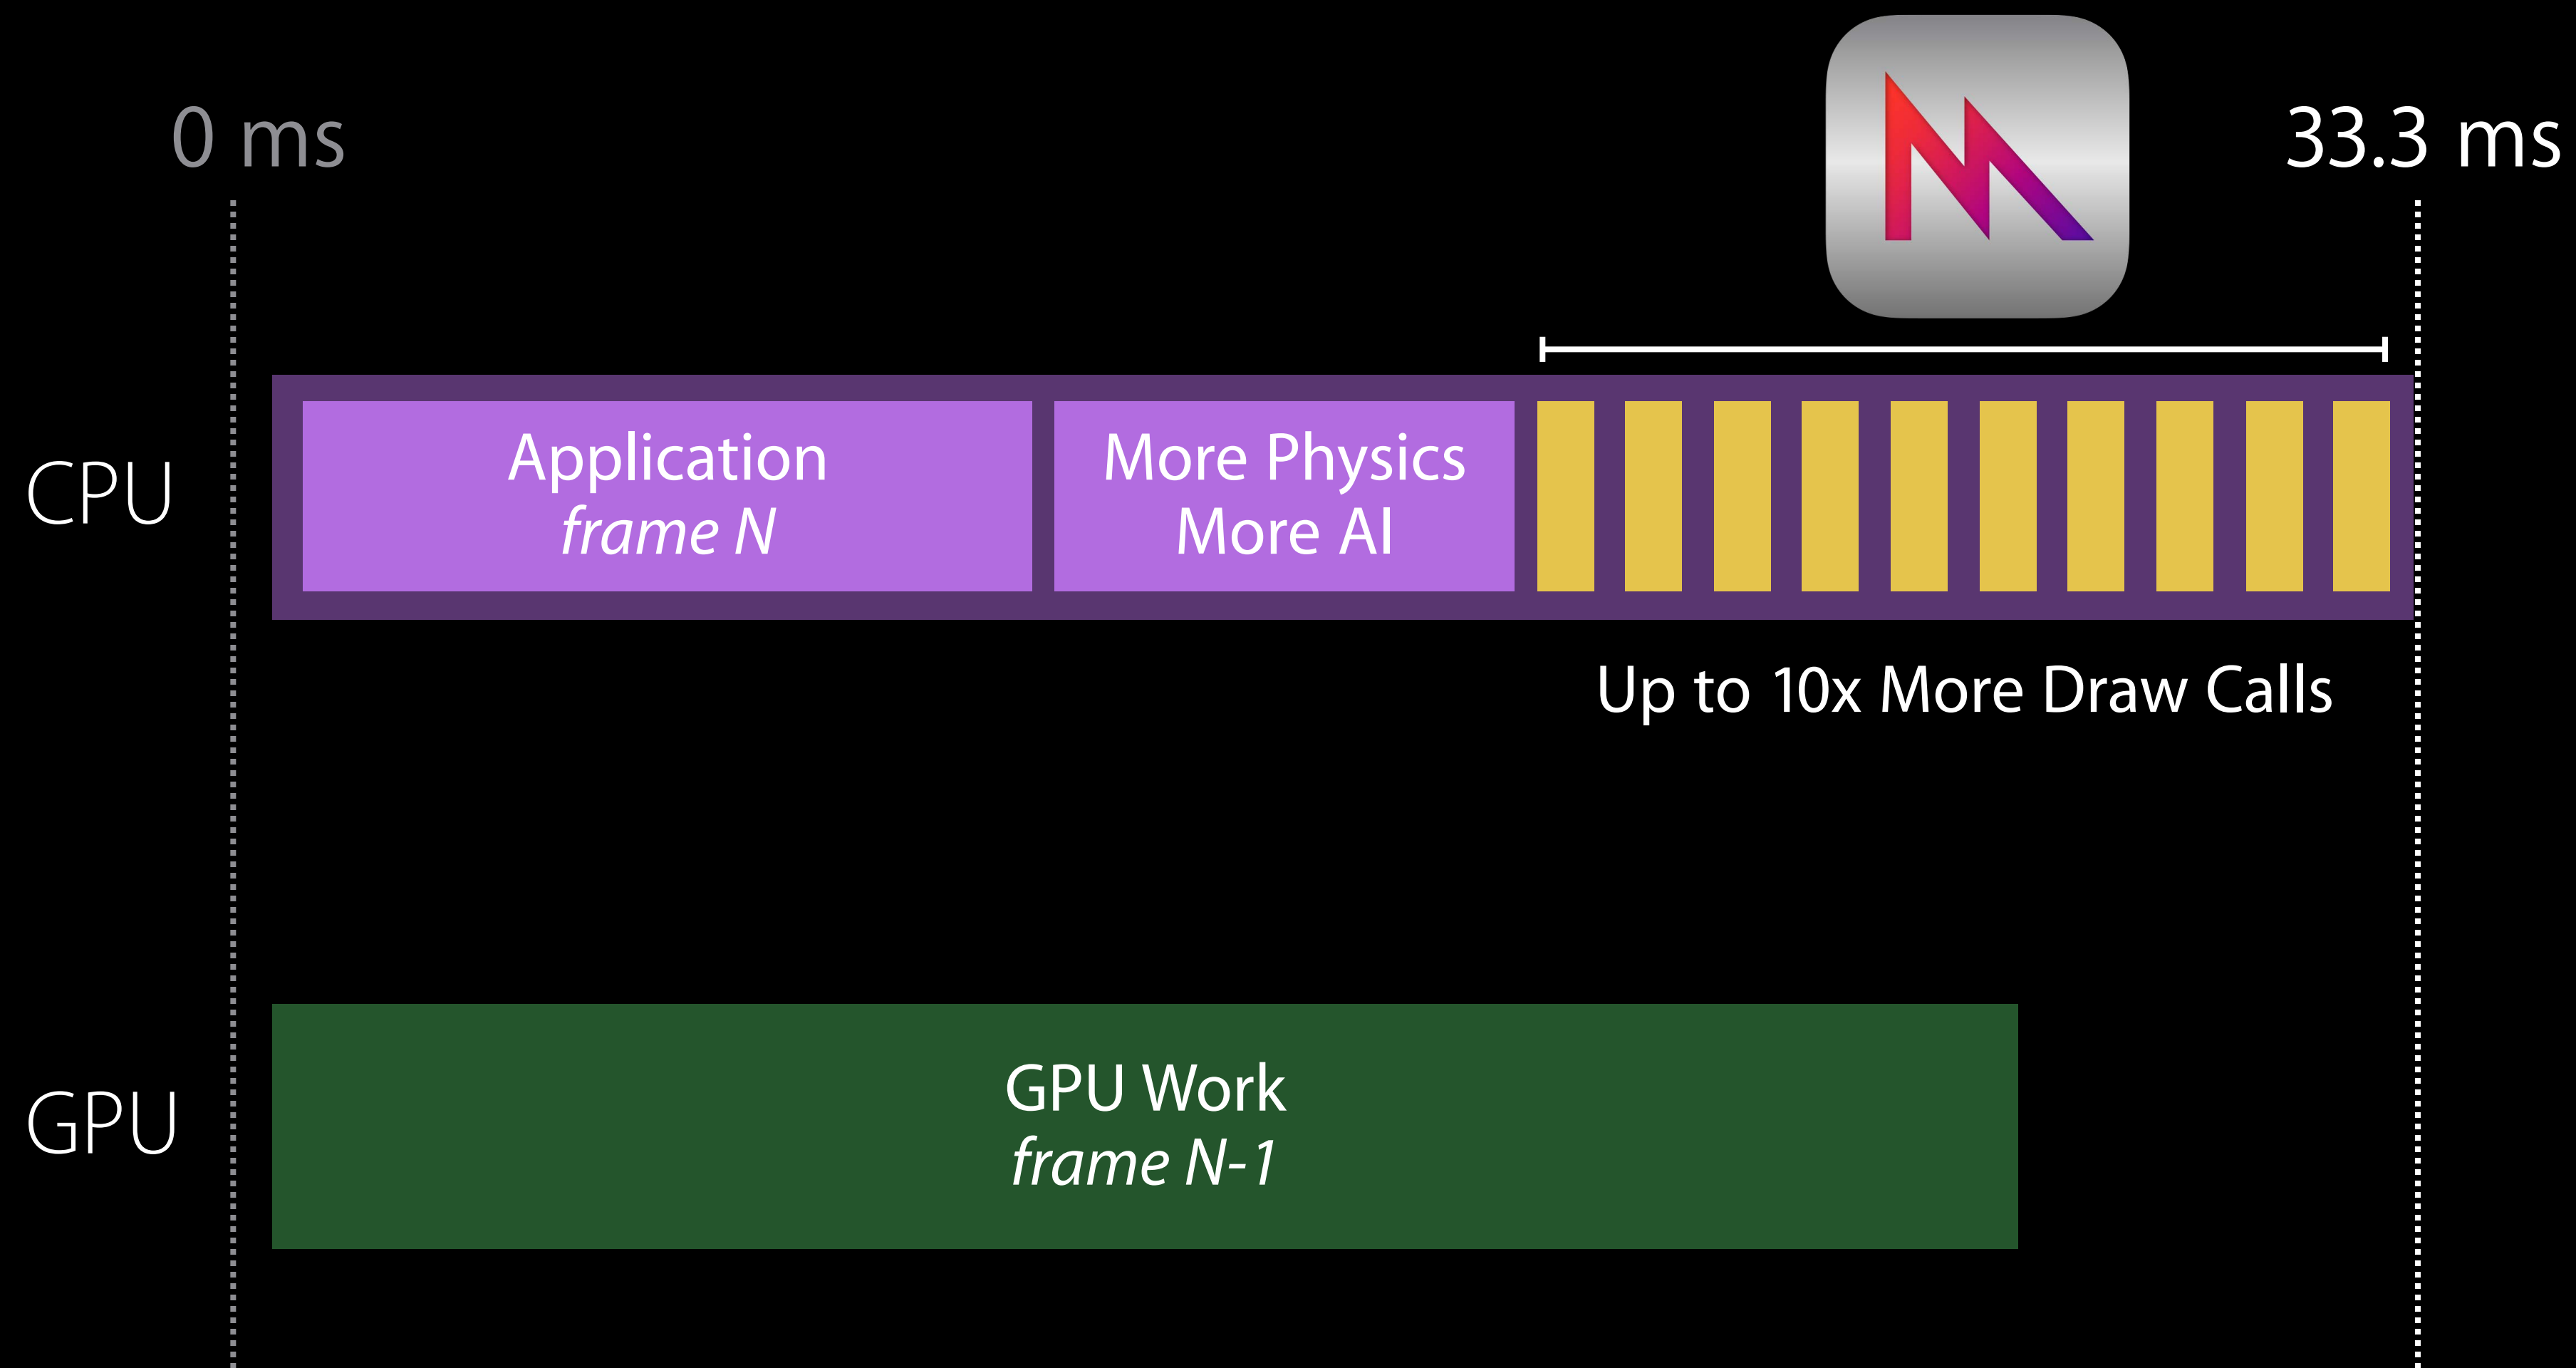 0 ms
33.3 ms
CPU
Application
frame N
More Physics
More AI
Up to 10x More Draw Calls
GPU
GPU Work
frame N-1